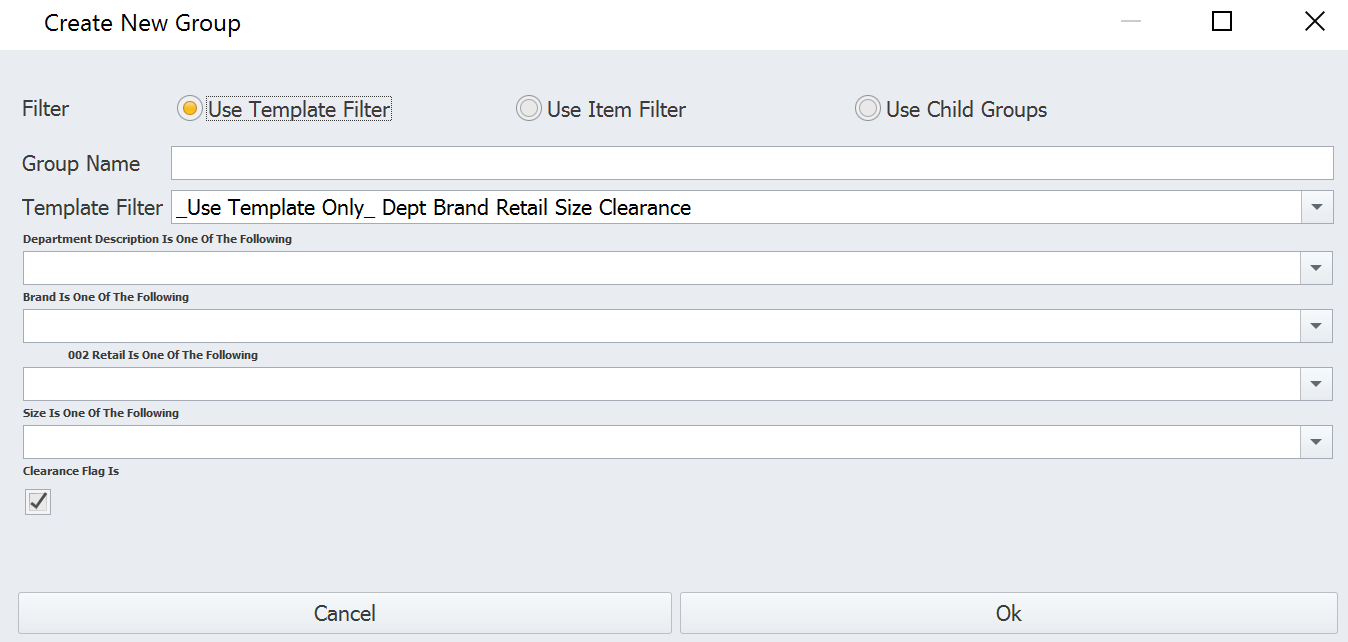 Create New Group
Filter Use Template Filter Use Item Filter Use Child Groups
Group Name
Template Filter _Use Template Only_ Dept Brand Retail Size Clearance
Department Description Is One Of The Following
Brand Is One Of The Following
002 Retail Is One Of The Following
Size Is One Of The Following
Clearance Flag Is
Cancel Ok